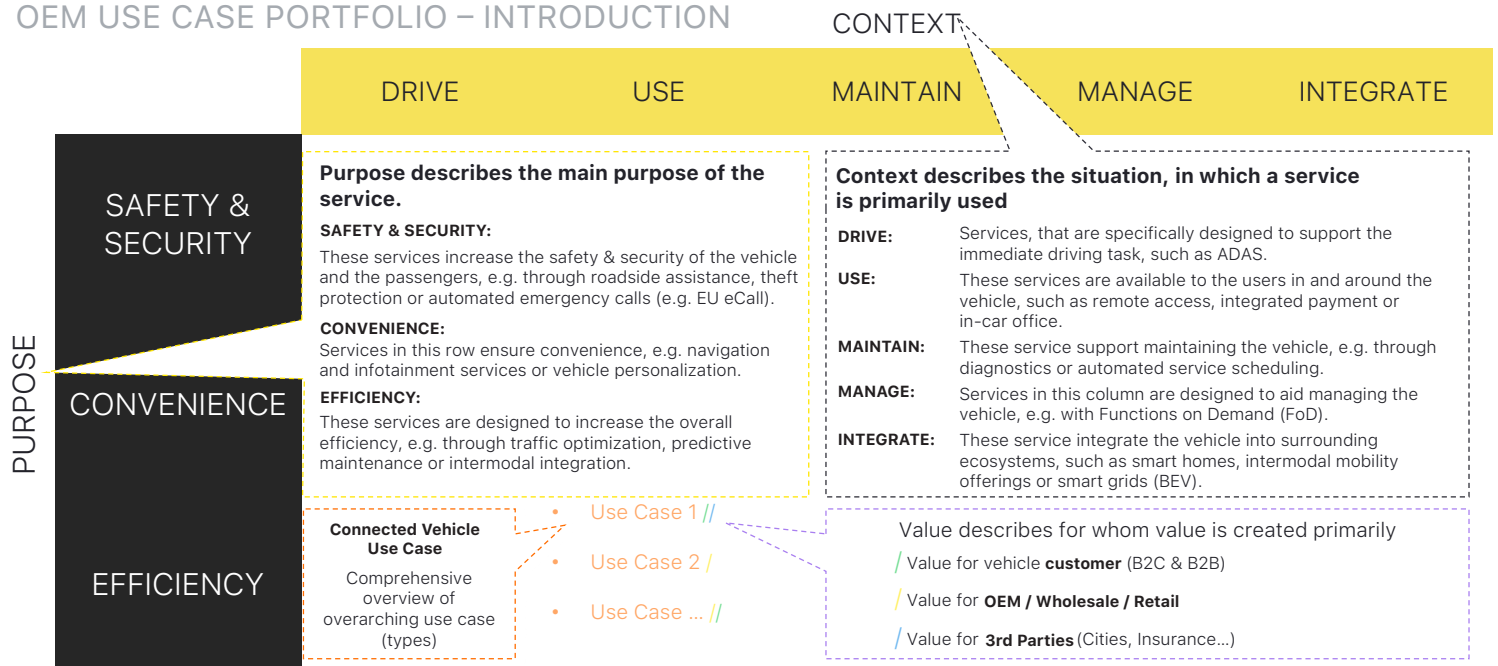 OEM USE CASE PORTFOLIO – INTRODUCTION
CONTEXT
DRIVE USE MAINTAIN MANAGE INTEGRATE
PURPOSE
SAFETY &
SECURITY
CONVENIENCE
EFFICIENCY
Purpose describes the main purpose of the
service.
SAFETY & SECURITY:
These services increase the safety & security of the vehicle
and the passengers, e.g. through roadside assistance, theft
protection or automated emergency calls (e.g. EU eCall).
CONVENIENCE:
Services in this row ensure convenience, e.g. navigation
and infotainment services or vehicle personalization.
EFFICIENCY:
These services are designed to increase the overall
efficiency, e.g. through traffic optimization, predictive
maintenance or intermodal integration.
Context describes the situation, in which a service
is primarily used
DRIVE: Services, that are specifically designed to support the
immediate driving task, such as ADAS.
USE: These services are available to the users in and around the
vehicle, such as remote access, integrated payment or
in-car office.
MAINTAIN: These service support maintaining the vehicle, e.g. through
diagnostics or automated service scheduling.
MANAGE: Services in this column are designed to aid managing the
vehicle, e.g. with Functions on Demand (FoD).
INTEGRATE: These service integrate the vehicle into surrounding
ecosystems, such as smart homes, intermodal mobility
offerings or smart grids (BEV).
Connected Vehicle
Use Case
Comprehensive
overview of
overarching use case
(types)
• Use Case 1 //
• Use Case 2 /
• Use Case ... //
Value describes for whom value is created primarily
/ Value for vehicle customer (B2C & B2B)
/ Value for OEM / Wholesale / Retail
/ Value for 3rd Parties (Cities, Insurance...)